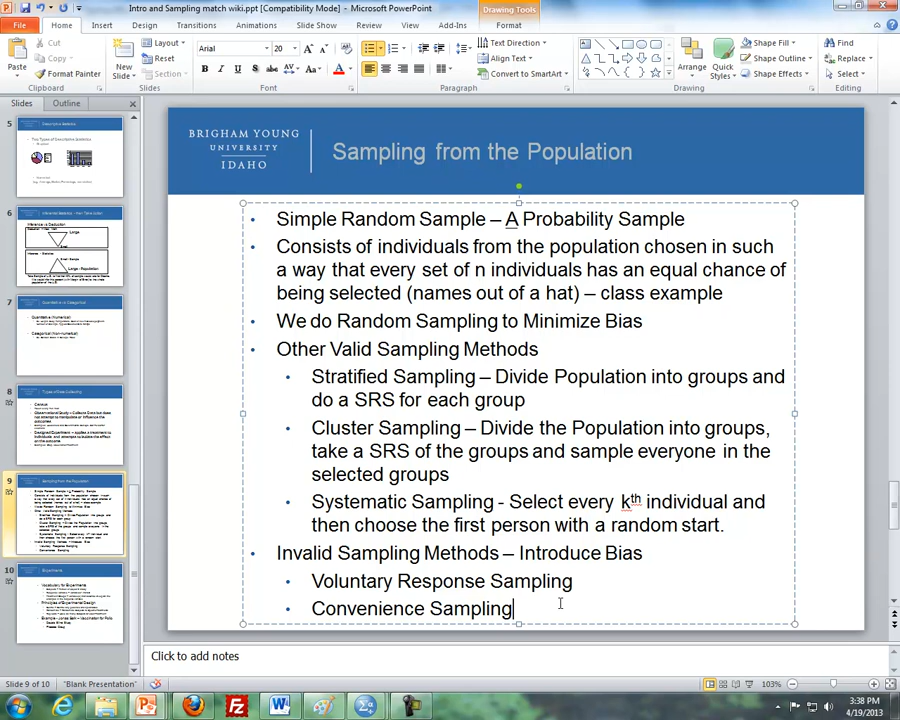 Intro and Sampling match wiki.ppt [Compatibility Mode] - Microsoft PowerPoint
Drawing Tools
File Home Insert Design Transitions Animations Slide Show Review View Add-Ins Format
Cut
Copy
Format Painter
Paste
Clipboard
New
Slide
Layout
Reset
Section
Slides
Arial 20
Font
Paragraph
Text Direction
Align Text
Convert to SmartArt
Arrange
Quick
Styles
Drawing
Shape Fill
Shape Outline
Shape Effects
Find
Replace
Select
Editing
Slides Outline
5
6
7
8
9
10
BRIGHAM YOUNG
UNIVERSITY
IDAHO
Sampling from the Population
• Simple Random Sample – A Probability Sample
• Consists of individuals from the population chosen in such
a way that every set of n individuals has an equal chance of
being selected (names out of a hat) – class example
• We do Random Sampling to Minimize Bias
• Other Valid Sampling Methods
• Stratified Sampling – Divide Population into groups and
do a SRS for each group
• Cluster Sampling – Divide the Population into groups,
take a SRS of the groups and sample everyone in the
selected groups
• Systematic Sampling - Select every kth individual and
then choose the first person with a random start.
• Invalid Sampling Methods – Introduce Bias
• Voluntary Response Sampling
• Convenience Sampling
Click to add notes
Slide 9 of 10 "Blank Presentation" 103%
3:38 PM
4/19/2013